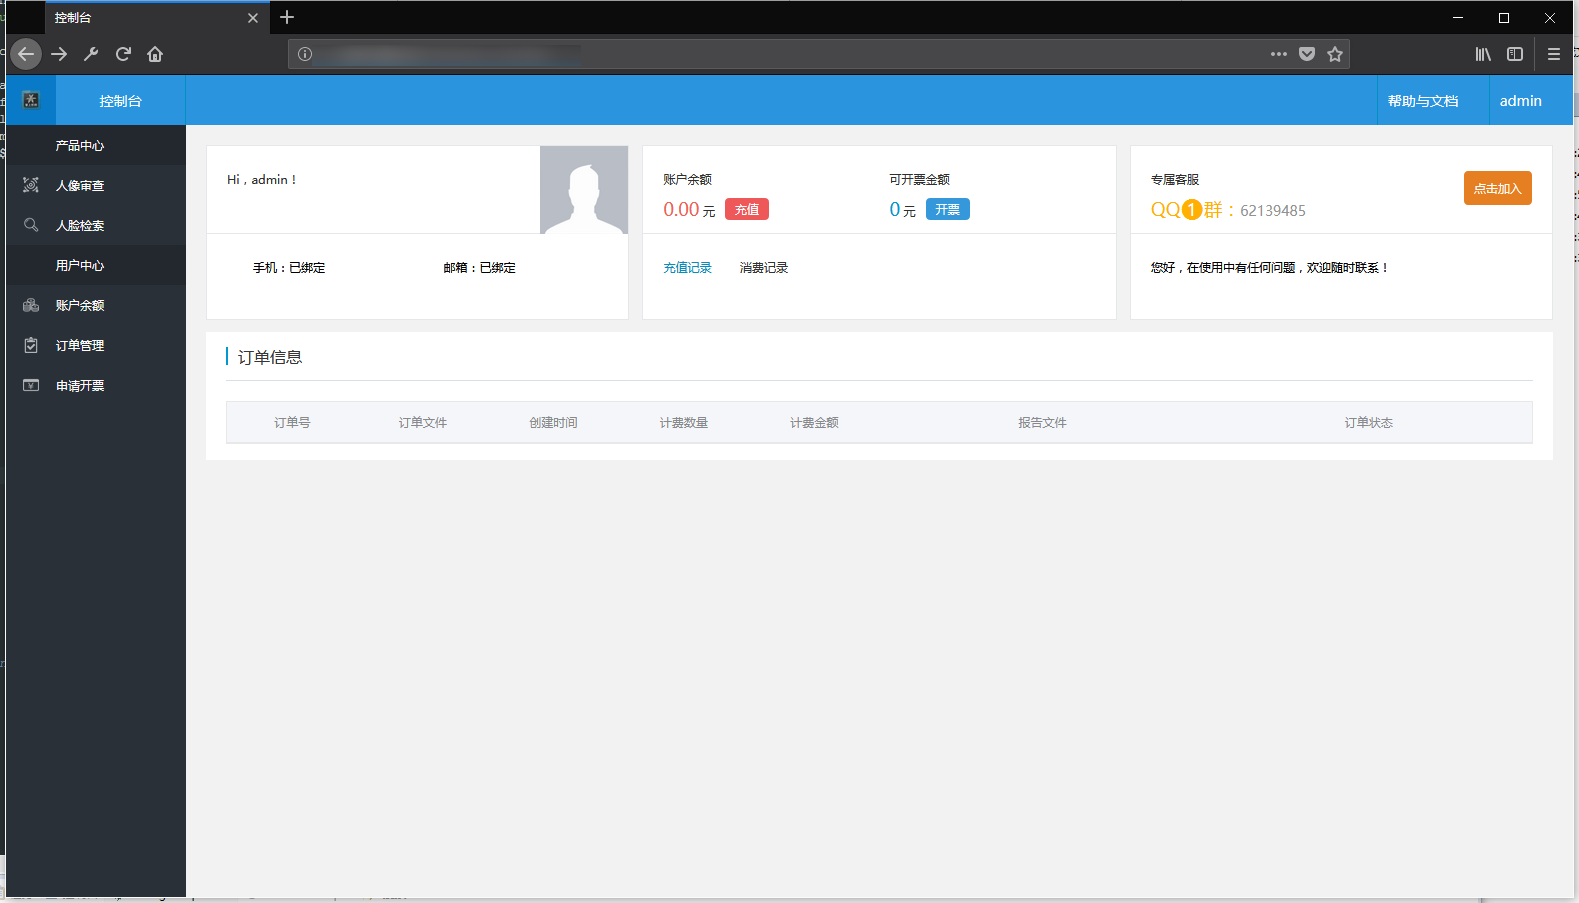 控制台
控制台
帮助与文档
admin
产品中心
人像审查
人脸检索
用户中心
账户余额
订单管理
申请开票
Hi，admin！
手机：已绑定
邮箱：已绑定
账户余额
可开票金额
0.00 元 充值
0 元 开票
充值记录
消费记录
专属客服
点击加入
QQ1群：62139485
您好，在使用中有任何问题，欢迎随时联系！
订单信息
订单号 订单文件 创建时间 计费数量 计费金额 报告文件 订单状态